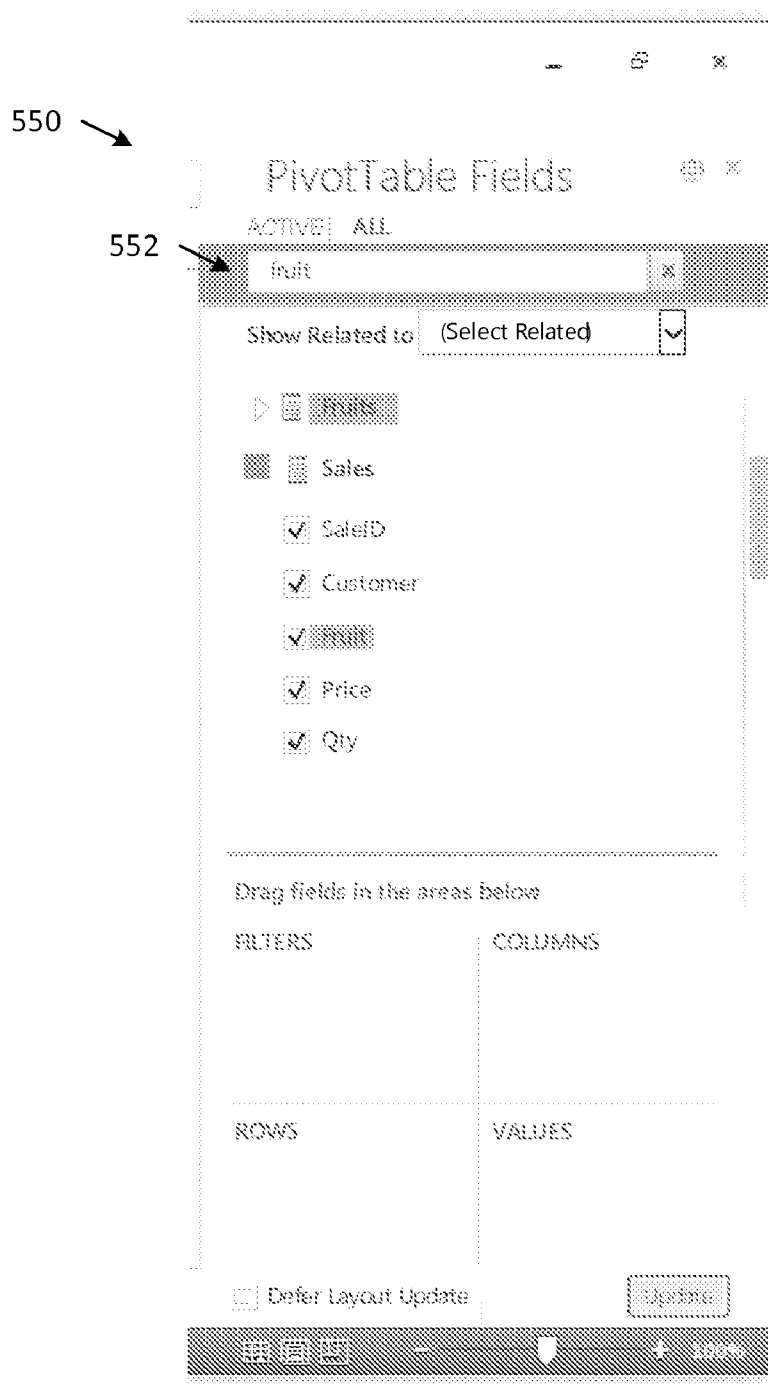 550
PivotTable Fields
ACTIVE | ALL
552
fruit
Show Related to (Select Related)
Fruits
Sales
SaleID
Customer
Fruit
Price
Qty
Drag fields in the areas below
FILTERS COLUMNS
ROWS VALUES
Defer Layout Update Update
100%